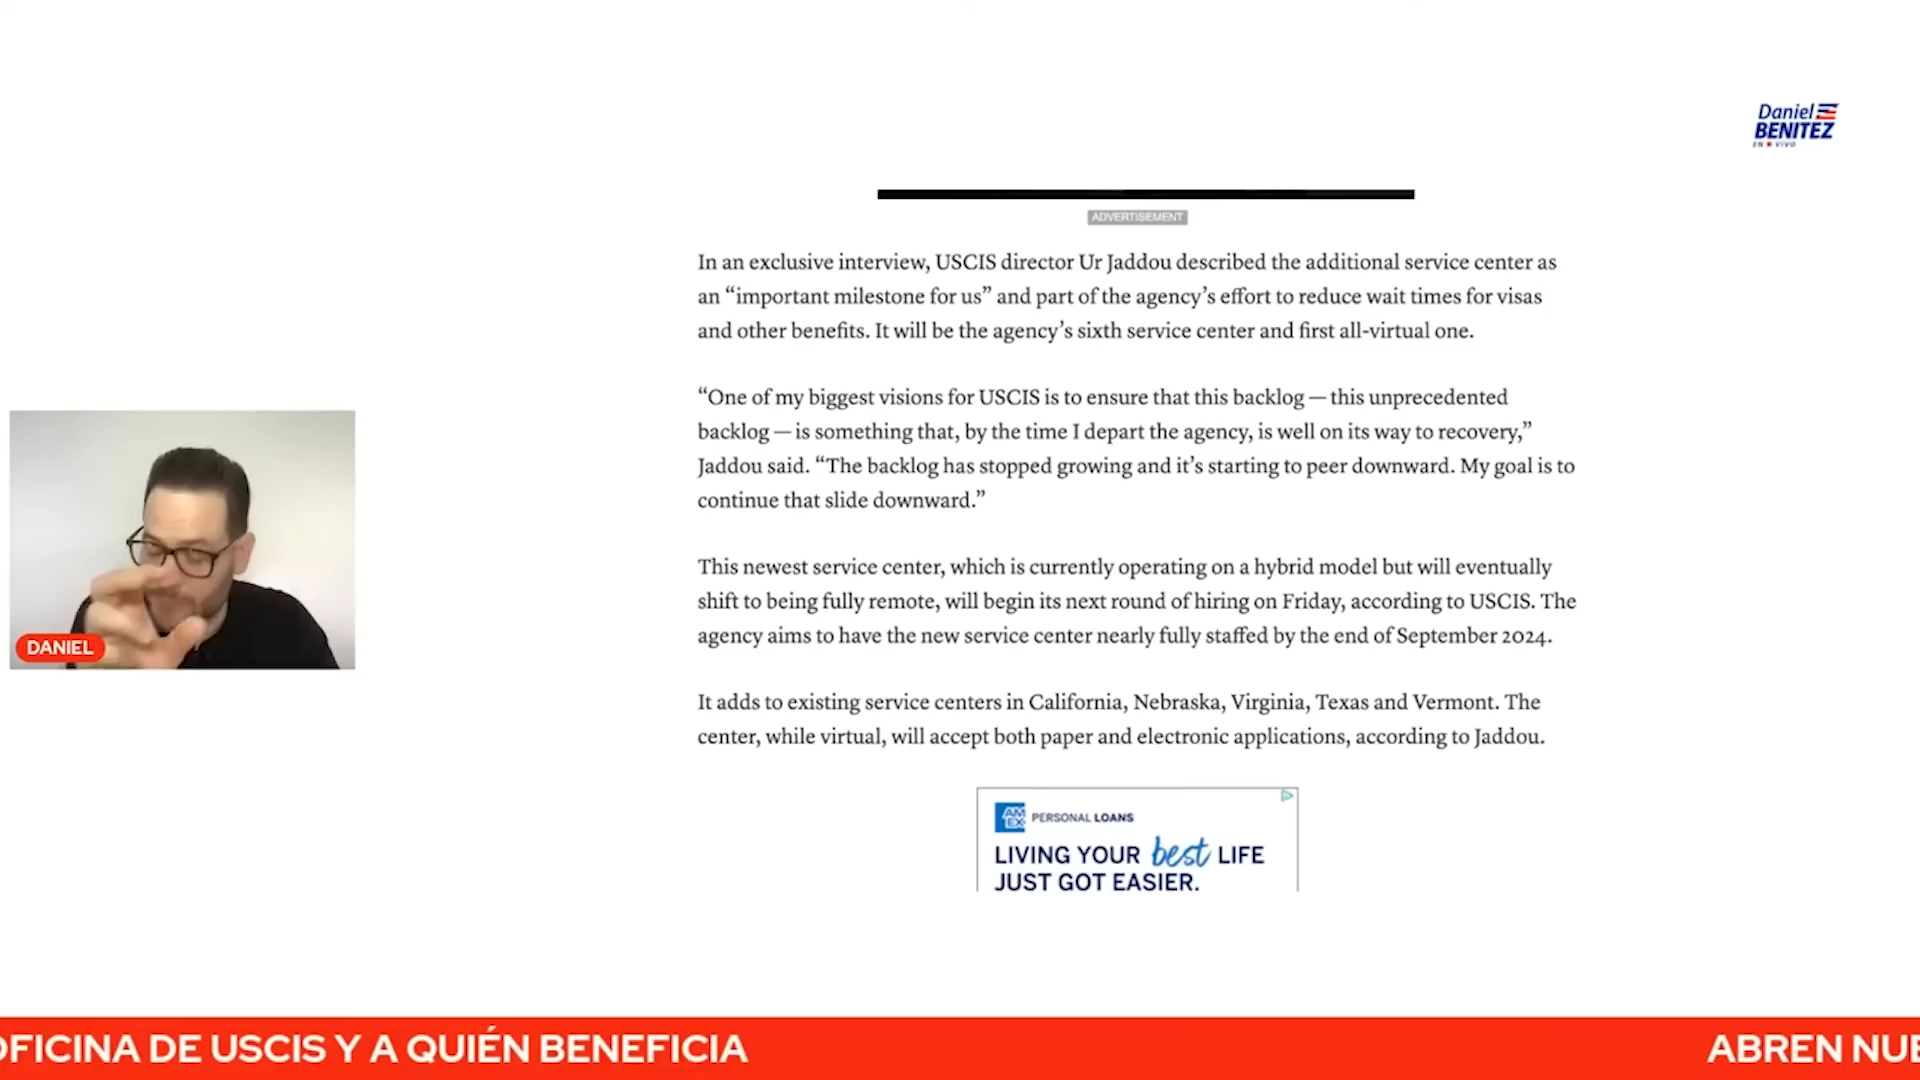 Daniel
BENITEZ
EN VIVO
ADVERTISEMENT
In an exclusive interview, USCIS director Ur Jaddou described the additional service center as
an “important milestone for us” and part of the agency’s effort to reduce wait times for visas
and other benefits. It will be the agency’s sixth service center and first all-virtual one.
“One of my biggest visions for USCIS is to ensure that this backlog — this unprecedented
backlog — is something that, by the time I depart the agency, is well on its way to recovery,”
Jaddou said. “The backlog has stopped growing and it’s starting to peer downward. My goal is to
continue that slide downward.”
This newest service center, which is currently operating on a hybrid model but will eventually
shift to being fully remote, will begin its next round of hiring on Friday, according to USCIS. The
agency aims to have the new service center nearly fully staffed by the end of September 2024.
It adds to existing service centers in California, Nebraska, Virginia, Texas and Vermont. The
center, while virtual, will accept both paper and electronic applications, according to Jaddou.
DANIEL
AM
EX
PERSONAL LOANS
LIVING YOUR best LIFE
JUST GOT EASIER.
OFICINA DE USCIS Y A QUIÉN BENEFICIA
ABREN NUE